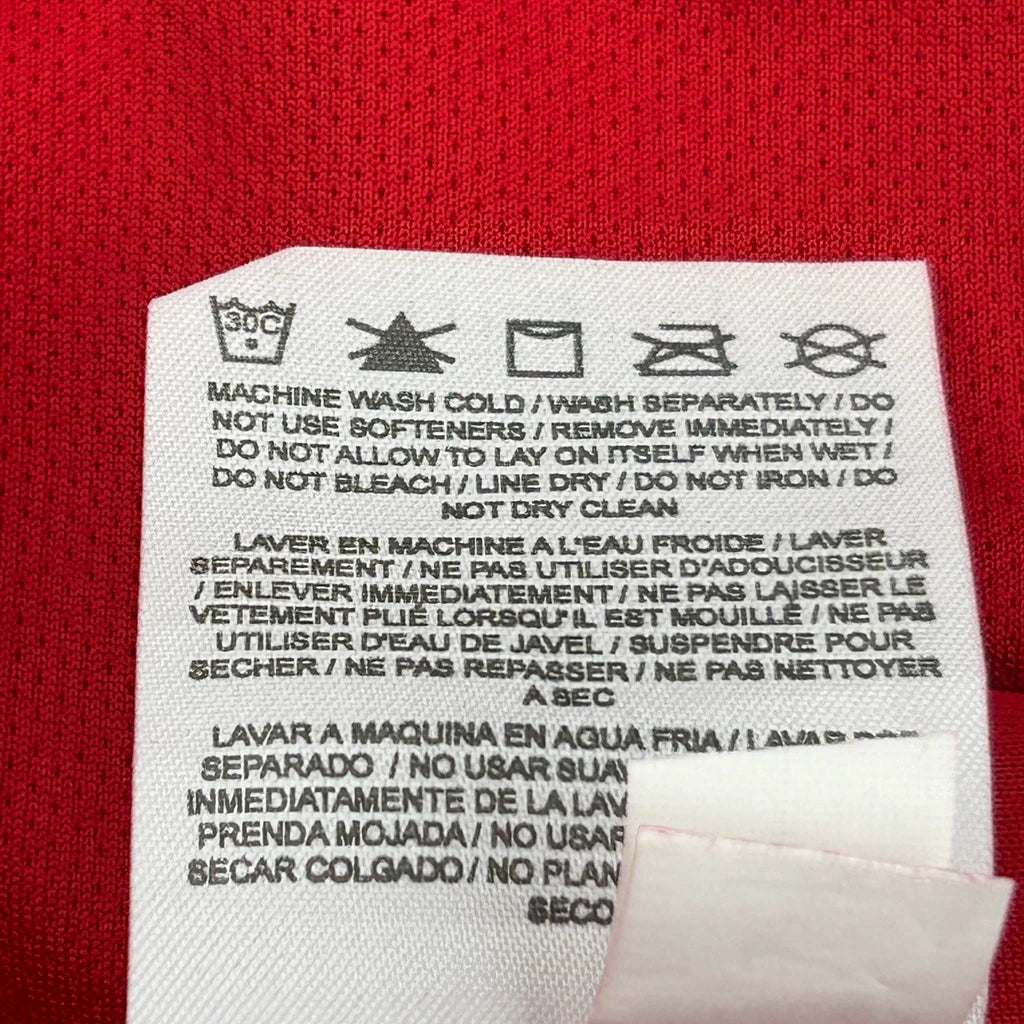 30C
MACHINE WASH COLD / WASH SEPARATELY / DO
NOT USE SOFTENERS / REMOVE IMMEDIATELY /
DO NOT ALLOW TO LAY ON ITSELF WHEN WET /
DO NOT BLEACH / LINE DRY / DO NOT IRON / DO
NOT DRY CLEAN
LAVER EN MACHINE A L'EAU FROIDE / LAVER
SEPAREMENT / NE PAS UTILISER D'ADOUCISSEUR
/ ENLEVER IMMÉDIATEMENT / NE PAS LAISSER LE
VETEMENT PLIÉ LORSQU'IL EST MOUILLÉ / NE PAS
UTILISER D'EAU DE JAVEL / SUSPENDRE POUR
SECHER / NE PAS REPASSER / NE PAS NETTOYER
A SEC
LAVAR A MAQUINA EN AGUA FRIA / LAVAR
SEPARADO / NO USAR
INMEDIATAMENTE DE LA
PRENDA MOJADA / NO USAR
SECAR COLGADO / NO